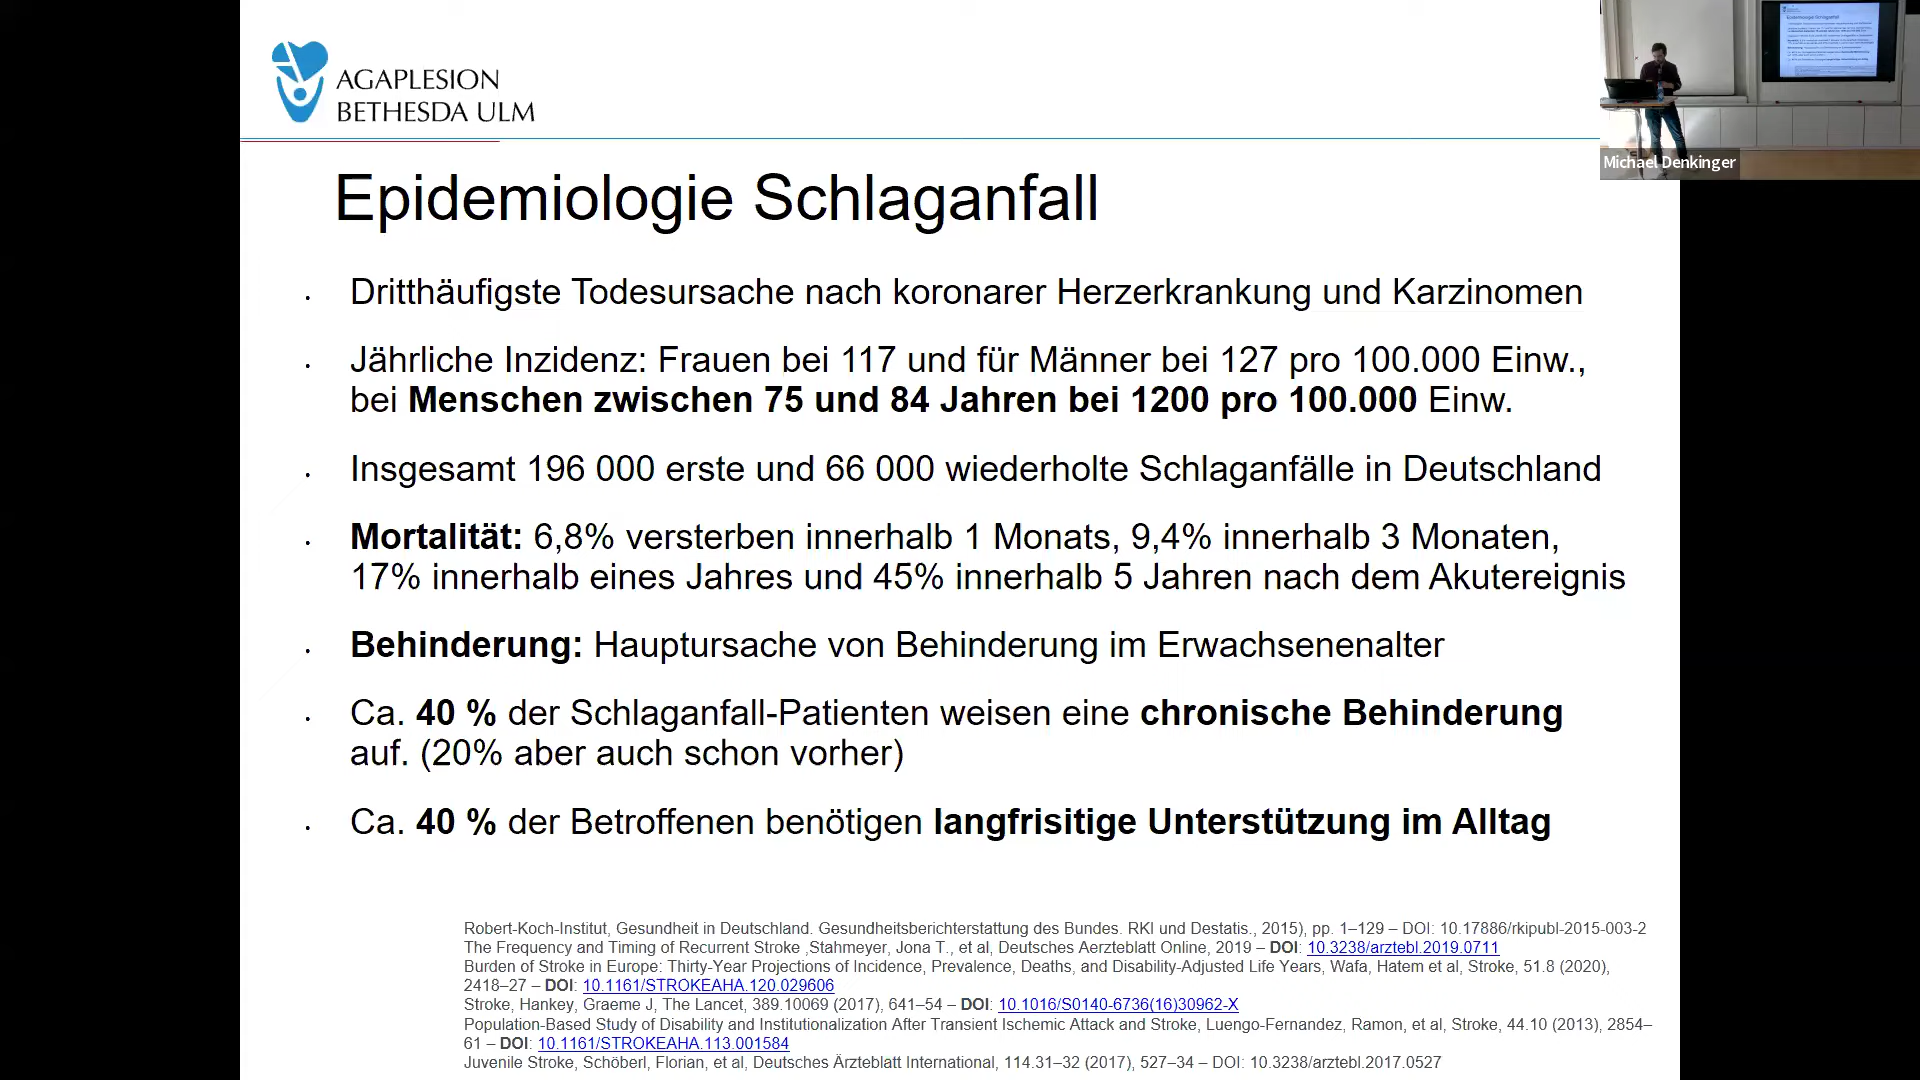 AGAPLESION
BETHESDA ULM
Michael Denkinger
Epidemiologie Schlaganfall
Dritthäufigste Todesursache nach koronarer Herzerkrankung und Karzinomen
Jährliche Inzidenz: Frauen bei 117 und für Männer bei 127 pro 100.000 Einw.,
bei Menschen zwischen 75 und 84 Jahren bei 1200 pro 100.000 Einw.
Insgesamt 196 000 erste und 66 000 wiederholte Schlaganfälle in Deutschland
Mortalität: 6,8% versterben innerhalb 1 Monats, 9,4% innerhalb 3 Monaten,
17% innerhalb eines Jahres und 45% innerhalb 5 Jahren nach dem Akutereignis
Behinderung: Hauptursache von Behinderung im Erwachsenenalter
Ca. 40 % der Schlaganfall-Patienten weisen eine chronische Behinderung
auf. (20% aber auch schon vorher)
Ca. 40 % der Betroffenen benötigen langfrisitige Unterstützung im Alltag
Robert-Koch-Institut, Gesundheit in Deutschland. Gesundheitsberichterstattung des Bundes. RKI und Destatis., 2015), pp. 1–129 – DOI: 10.17886/rkipubl-2015-003-2
The Frequency and Timing of Recurrent Stroke ,Stahmeyer, Jona T., et al, Deutsches Aerzteblatt Online, 2019 – DOI: 10.3238/arztebl.2019.0711
Burden of Stroke in Europe: Thirty-Year Projections of Incidence, Prevalence, Deaths, and Disability-Adjusted Life Years, Wafa, Hatem et al, Stroke, 51.8 (2020),
2418–27 – DOI: 10.1161/STROKEAHA.120.029606
Stroke, Hankey, Graeme J, The Lancet, 389.10069 (2017), 641–54 – DOI: 10.1016/S0140-6736(16)30962-X
Population-Based Study of Disability and Institutionalization After Transient Ischemic Attack and Stroke, Luengo-Fernandez, Ramon, et al, Stroke, 44.10 (2013), 2854–
61 – DOI: 10.1161/STROKEAHA.113.001584
Juvenile Stroke, Schöberl, Florian, et al, Deutsches Ärzteblatt International, 114.31–32 (2017), 527–34 – DOI: 10.3238/arztebl.2017.0527